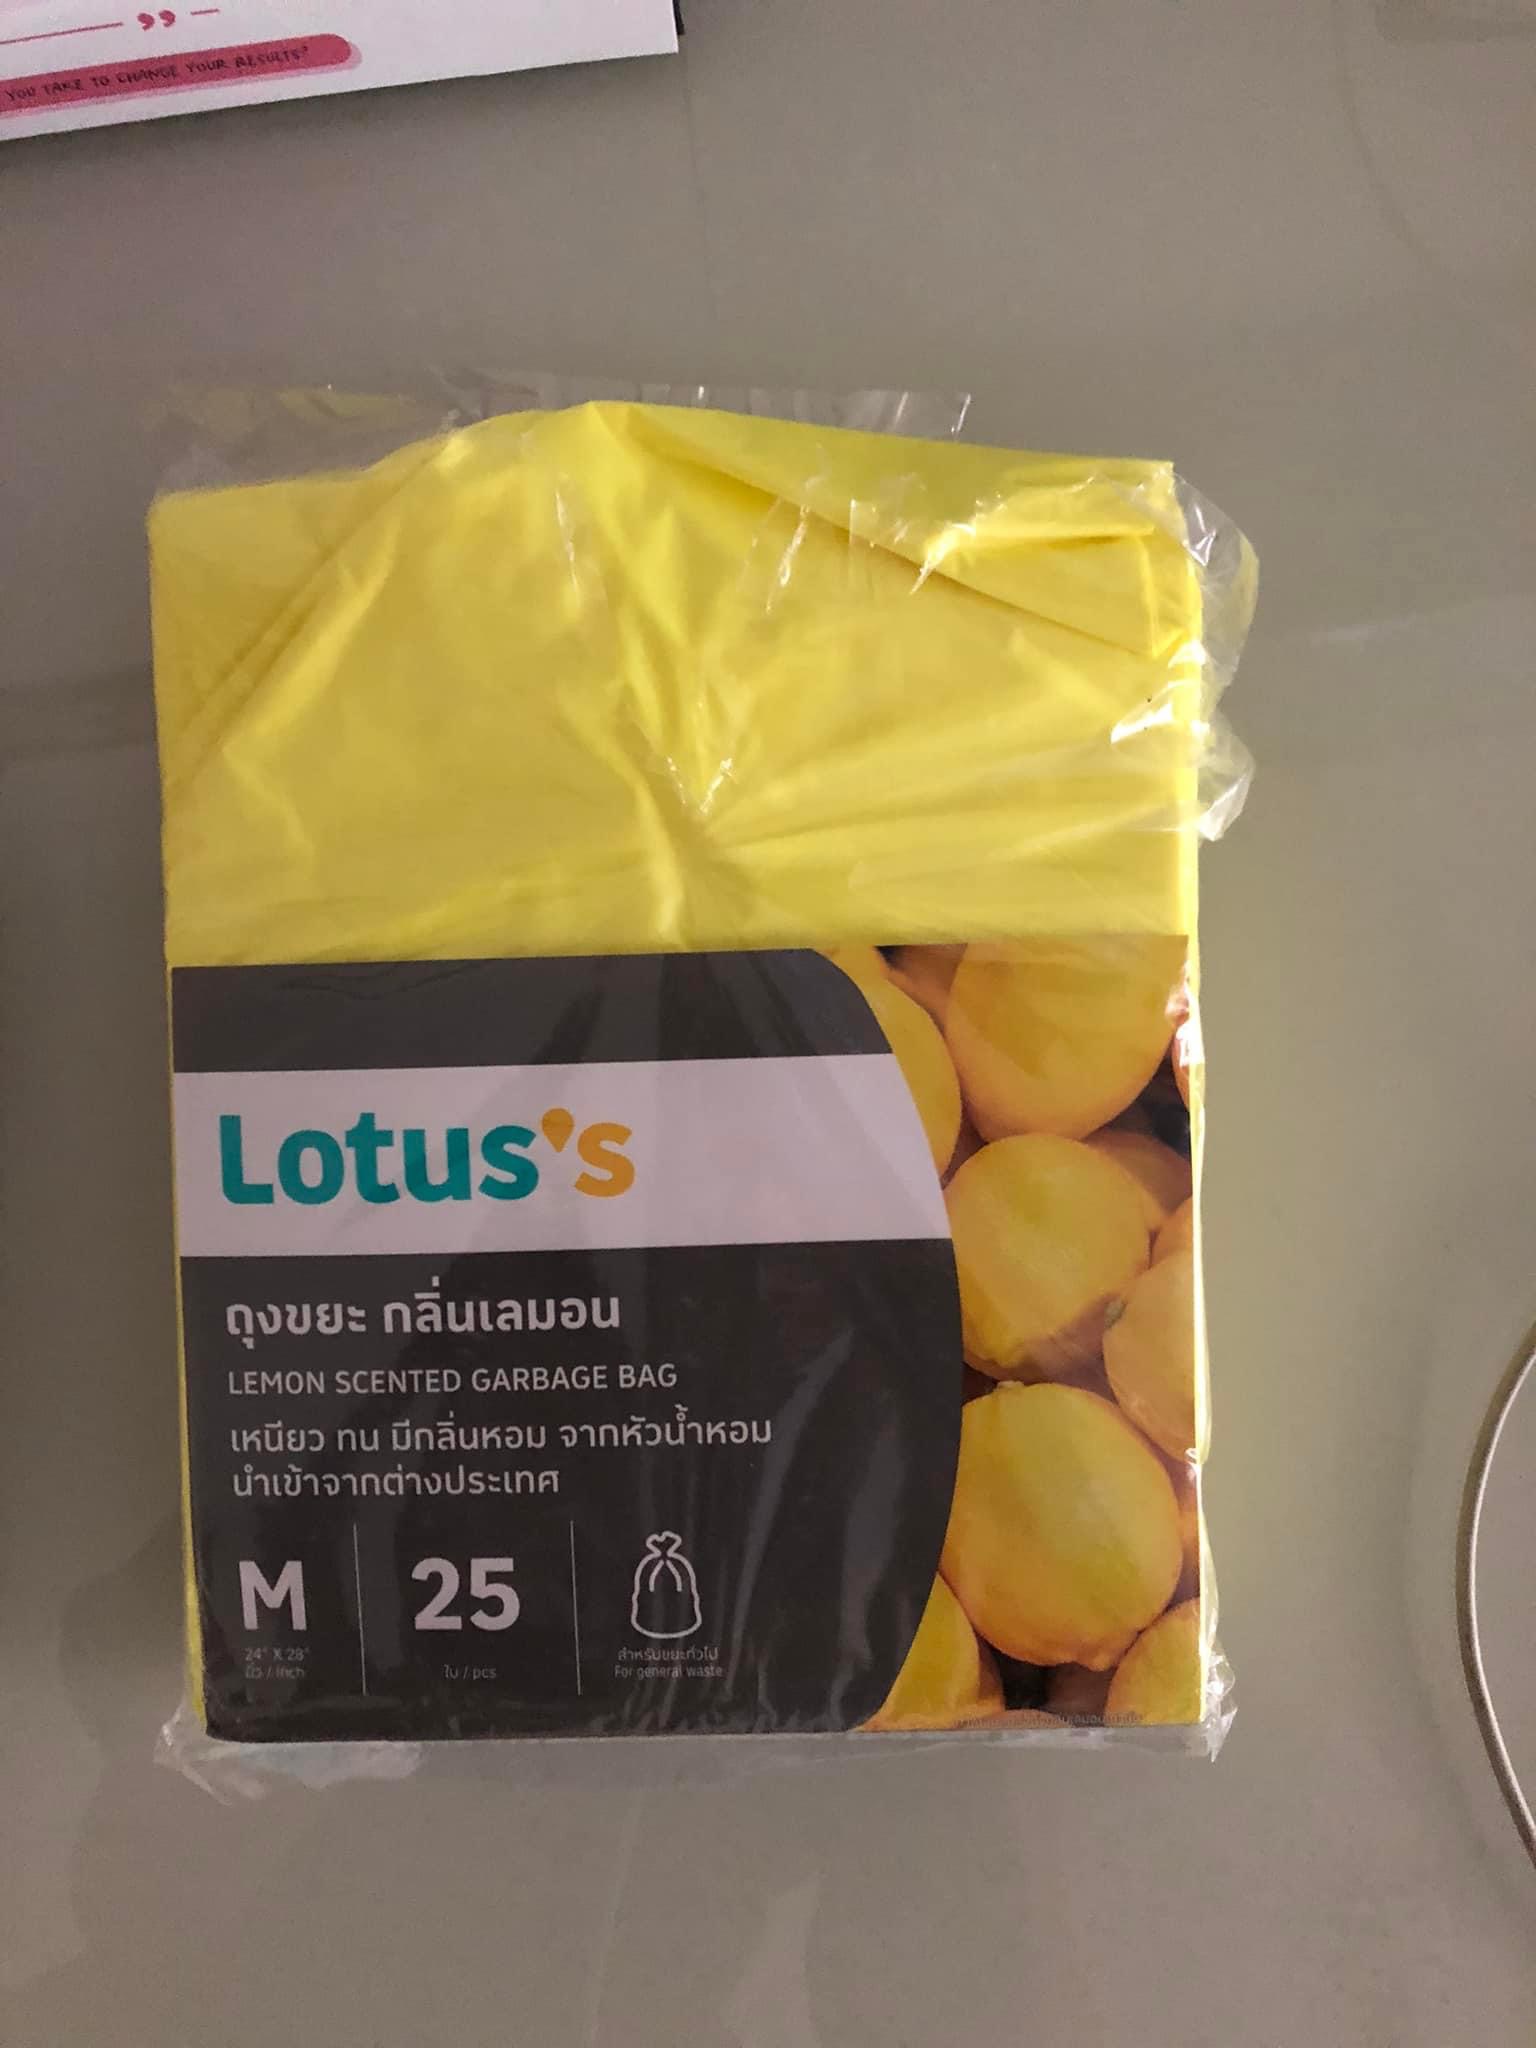 ”
YOU TAKE TO CHANGE YOUR RESULTS
Lotus's
ถุงขยะ กลิ่นเลมอน
LEMON SCENTED GARBAGE BAG
เหนียว ทน มีกลิ่นหอม จากหัวน้ำหอม
นำเข้าจากต่างประเทศ
M
24" X 28"
นิ้ว / inch
25
ใบ / pcs
สำหรับขยะทั่วไป
For general waste